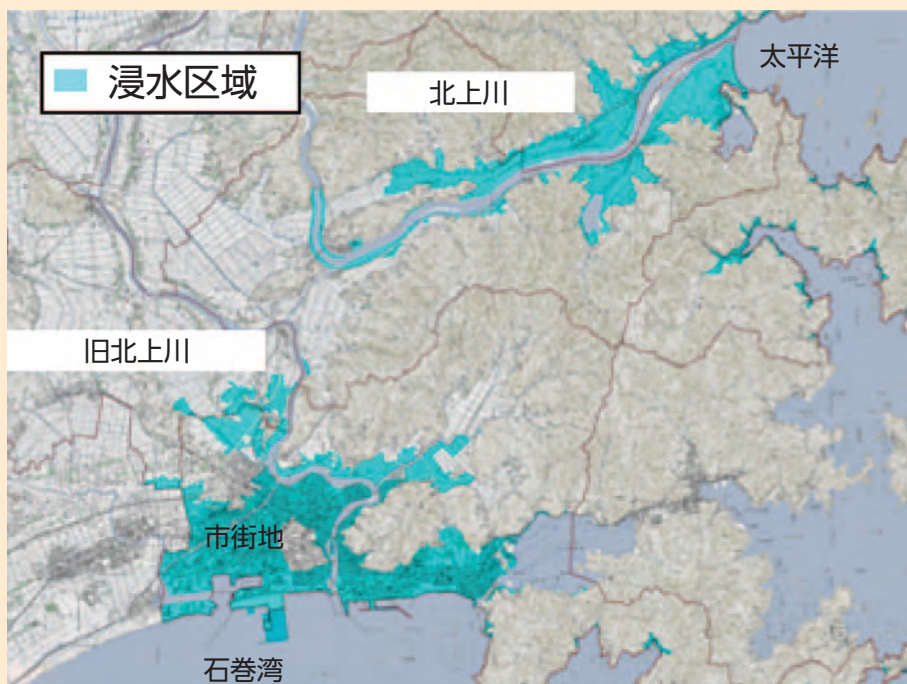 浸水区域
北上川
太平洋
旧北上川
市街地
石巻湾